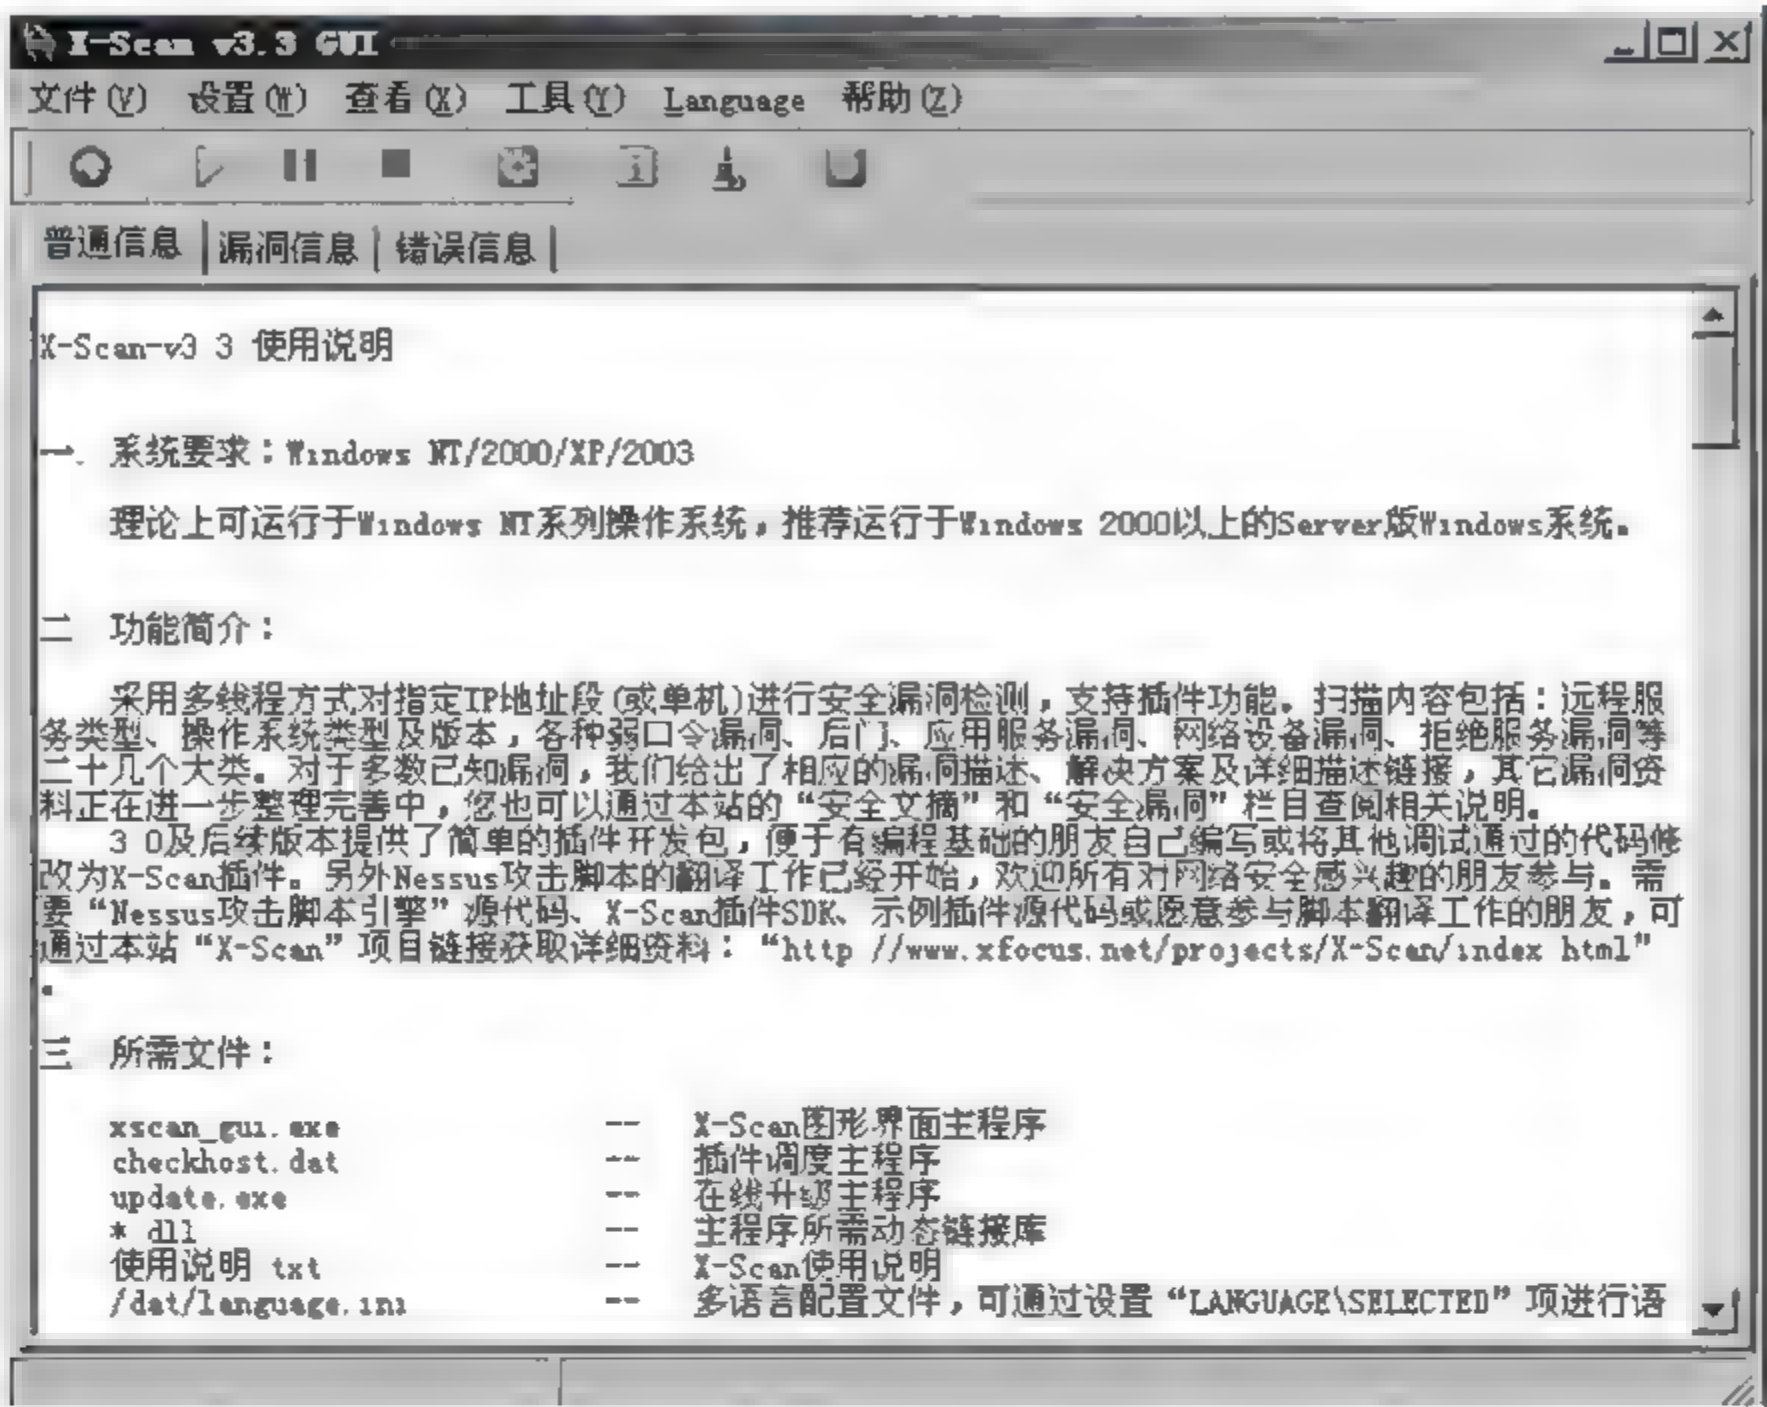 X-Scan v3.3 GUI
文件(V) 设置(W) 查看(X) 工具(Y) Language 帮助(Z)
普通信息 漏洞信息 错误信息
X-Scan-v3 3 使用说明
一. 系统要求：Windows NT/2000/XP/2003
理论上可运行于Windows NT系列操作系统，推荐运行于Windows 2000以上的Server版Windows系统。
二 功能简介：
采用多线程方式对指定IP地址段(或单机)进行安全漏洞检测，支持插件功能。扫描内容包括：远程服
务类型、操作系统类型及版本，各种弱口令漏洞、后门、应用服务漏洞、网络设备漏洞、拒绝服务漏洞等
二十几个大类。对于多数已知漏洞，我们给出了相应的漏洞描述、解决方案及详细描述链接，其它漏洞资
料正在进一步整理完善中，您也可以通过本站的“安全文摘”和“安全漏洞”栏目查阅相关说明。
3 0及后续版本提供了简单的插件开发包，便于有编程基础的朋友自己编写或将其他调试通过的代码修
改为X-Scan插件。另外Nessus攻击脚本的翻译工作已经开始，欢迎所有对网络安全感兴趣的朋友参与。需
要“Nessus攻击脚本引擎”源代码、X-Scan插件SDK、示例插件源代码或愿意参与脚本翻译工作的朋友，可
通过本站“X-Scan”项目链接获取详细资料：“http //www.xfocus.net/projects/X-Scan/index html”
。
三 所需文件：
xscan_gui.exe -- X-Scan图形界面主程序
checkhost.dat -- 插件调度主程序
update.exe -- 在线升级主程序
* dll -- 主程序所需动态链接库
使用说明 txt -- X-Scan使用说明
/dat/language.ini -- 多语言配置文件，可通过设置“LANGUAGE\SELECTED”项进行语